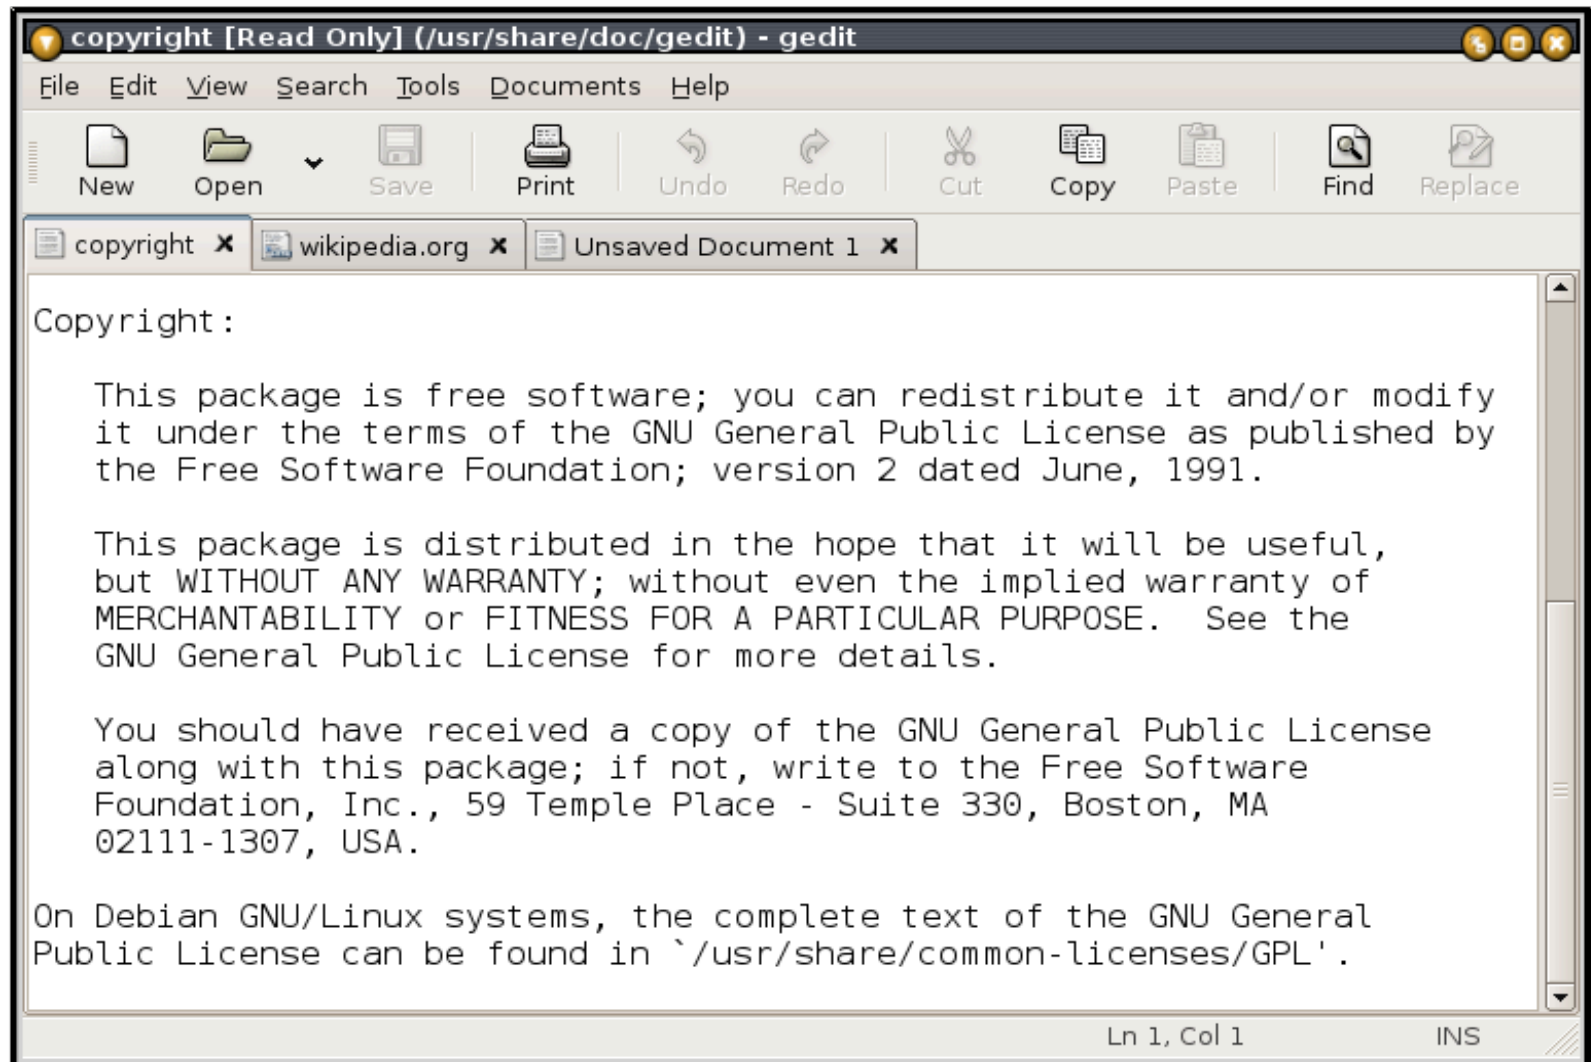 copyright [Read Only] (/usr/share/doc/gedit) - gedit
File Edit View Search Tools Documents Help
New Open Save Print Undo Redo Cut Copy Paste Find Replace
copyright wikipedia.org Unsaved Document 1
Copyright:
This package is free software; you can redistribute it and/or modify
it under the terms of the GNU General Public License as published by
the Free Software Foundation; version 2 dated June, 1991.
This package is distributed in the hope that it will be useful,
but WITHOUT ANY WARRANTY; without even the implied warranty of
MERCHANTABILITY or FITNESS FOR A PARTICULAR PURPOSE.  See the
GNU General Public License for more details.
You should have received a copy of the GNU General Public License
along with this package; if not, write to the Free Software
Foundation, Inc., 59 Temple Place - Suite 330, Boston, MA
02111-1307, USA.
On Debian GNU/Linux systems, the complete text of the GNU General
Public License can be found in `/usr/share/common-licenses/GPL'.
Ln 1, Col 1 INS